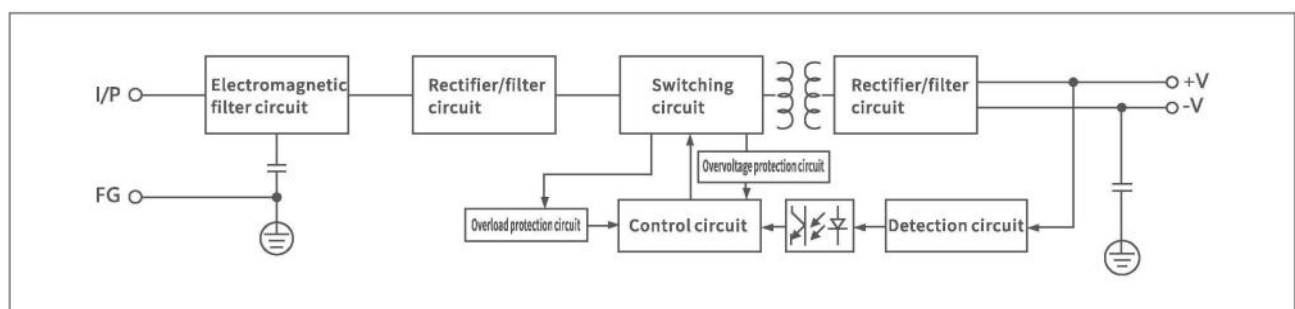 I/P
Electromagnetic
filter circuit
Rectifier/filter
circuit
Switching
circuit
Rectifier/filter
circuit
+V
-V
Overvoltage protection circuit
FG
Overload protection circuit
Control circuit
Detection circuit